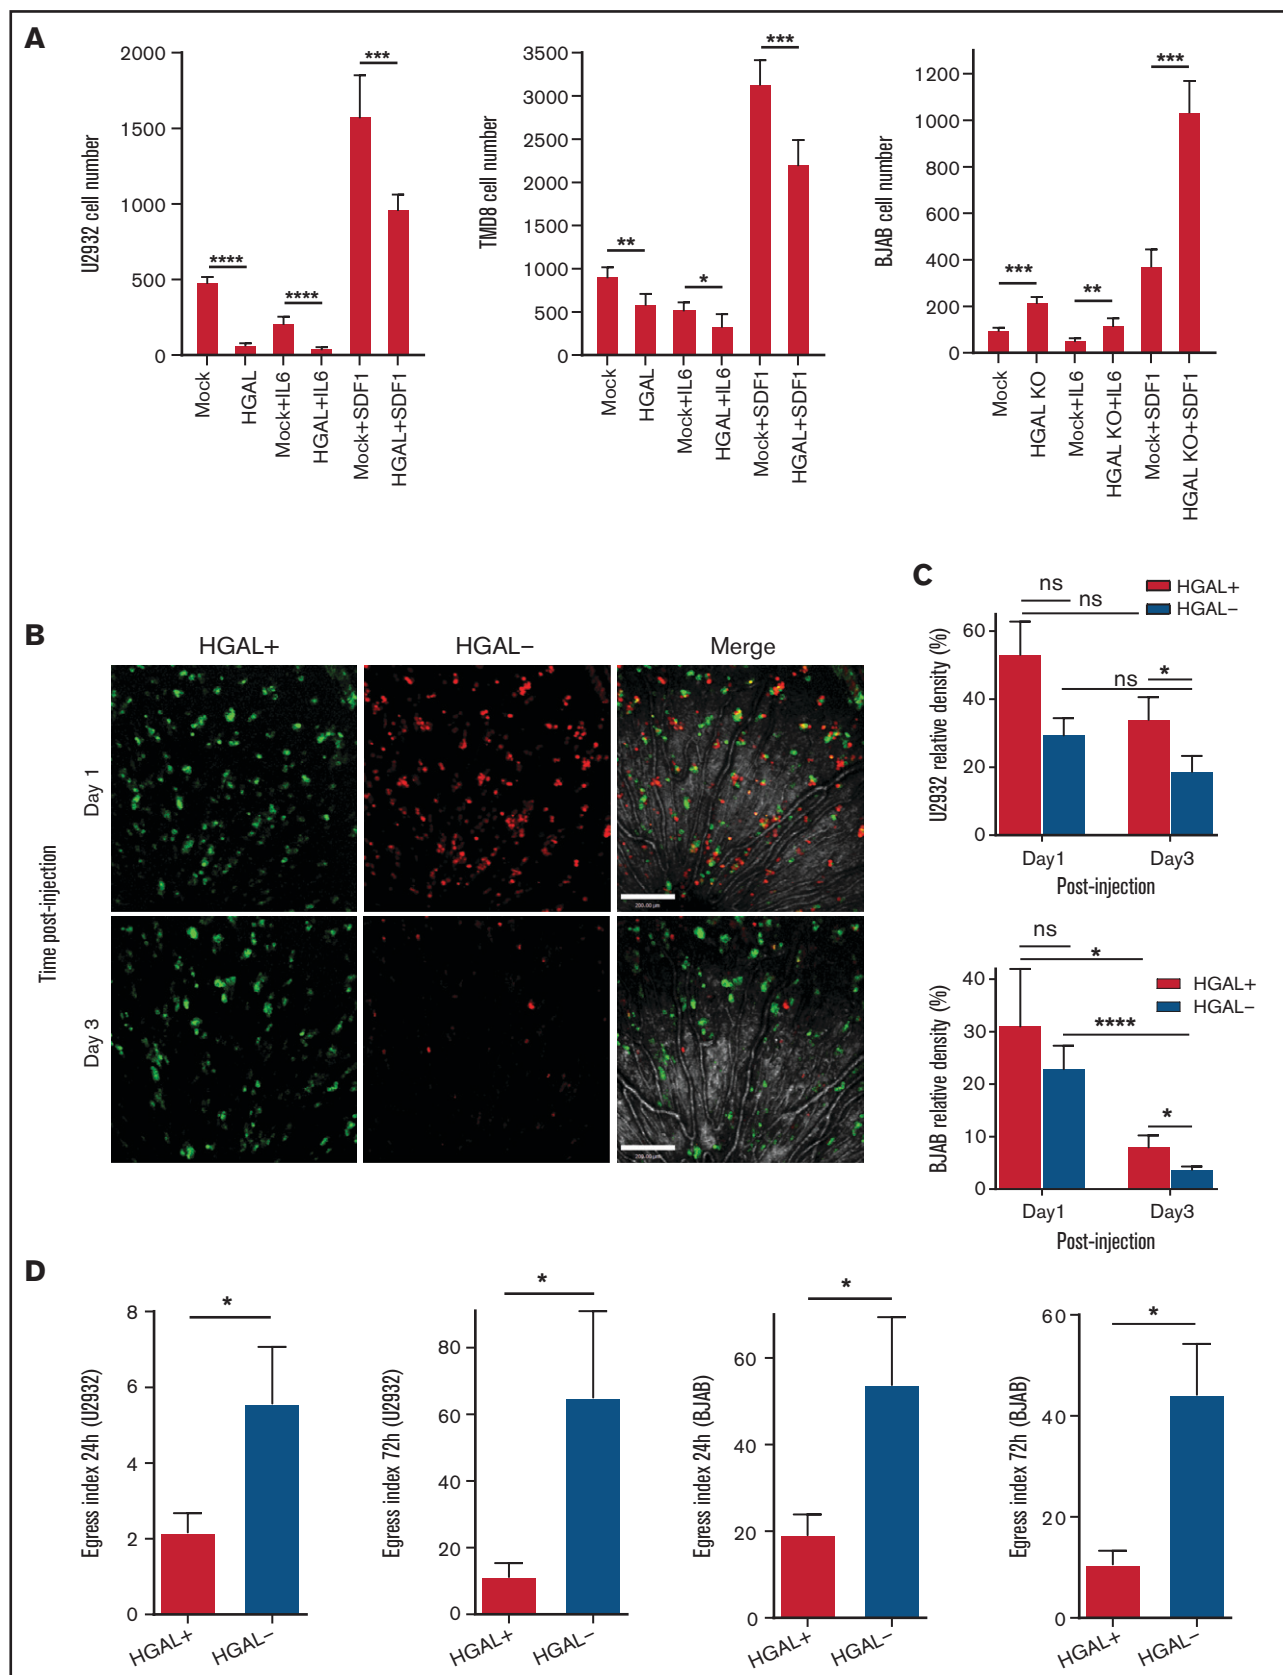 A
2000
1500
1000
500
0
U2932 cell number
****
****
***
Mock
HGAL
Mock+IL6
HGAL+IL6
Mock+SDF1
HGAL+SDF1
3500
3000
2500
2000
1500
1000
500
0
TMD8 cell number
**
*
***
Mock
HGAL
Mock+IL6
HGAL+IL6
Mock+SDF1
HGAL+SDF1
1200
1000
800
600
400
200
0
BJAB cell number
***
**
***
Mock
HGAL KO
Mock+IL6
HGAL KO+IL6
Mock+SDF1
HGAL KO+SDF1
B
HGAL+
HGAL–
Merge
Time post-injection
Day 1
200.00 µm
Day 3
200.00 µm
C
HGAL+
HGAL–
ns
ns
ns
*
60
40
20
0
U2932 relative density (%)
Day1
Day3
Post-injection
HGAL+
HGAL–
ns
*
****
*
40
30
20
10
0
BJAB relative density (%)
Day1
Day3
Post-injection
D
8
6
4
2
0
Egress index 24h (U2932)
*
HGAL+
HGAL–
80
60
40
20
0
Egress index 72h (U2932)
*
HGAL+
HGAL–
60
40
20
0
Egress index 24h (BJAB)
*
HGAL+
HGAL–
60
40
20
0
Egress index 72h (BJAB)
*
HGAL+
HGAL–